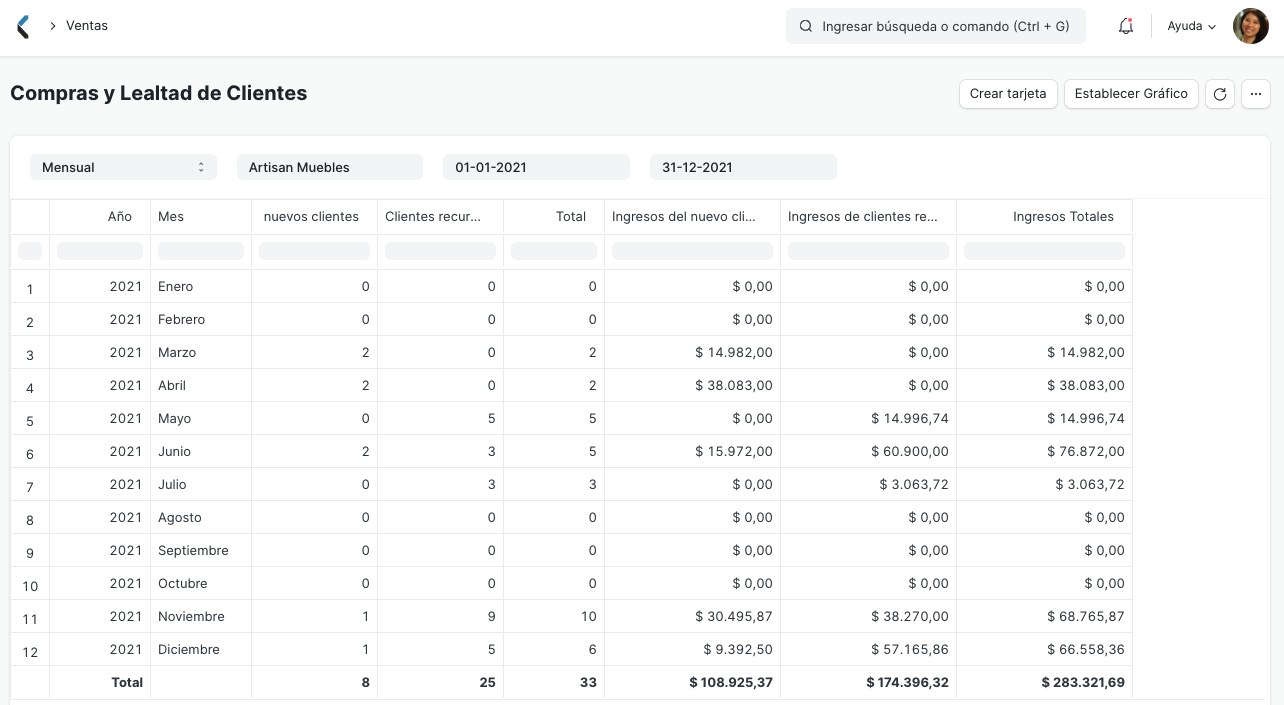 Ventas
Ingresar búsqueda o comando (Ctrl + G)
Ayuda
Compras y Lealtad de Clientes
Crear tarjeta
Establecer Gráfico
Mensual
Artisan Muebles
01-01-2021
31-12-2021
Año Mes nuevos clientes Clientes recur... Total Ingresos del nuevo cli... Ingresos de clientes re... Ingresos Totales
1 2021 Enero 0 0 0 $ 0,00 $ 0,00 $ 0,00
2 2021 Febrero 0 0 0 $ 0,00 $ 0,00 $ 0,00
3 2021 Marzo 2 0 2 $ 14.982,00 $ 0,00 $ 14.982,00
4 2021 Abril 2 0 2 $ 38.083,00 $ 0,00 $ 38.083,00
5 2021 Mayo 0 5 5 $ 0,00 $ 14.996,74 $ 14.996,74
6 2021 Junio 2 3 5 $ 15.972,00 $ 60.900,00 $ 76.872,00
7 2021 Julio 0 3 3 $ 0,00 $ 3.063,72 $ 3.063,72
8 2021 Agosto 0 0 0 $ 0,00 $ 0,00 $ 0,00
9 2021 Septiembre 0 0 0 $ 0,00 $ 0,00 $ 0,00
10 2021 Octubre 0 0 0 $ 0,00 $ 0,00 $ 0,00
11 2021 Noviembre 1 9 10 $ 30.495,87 $ 38.270,00 $ 68.765,87
12 2021 Diciembre 1 5 6 $ 9.392,50 $ 57.165,86 $ 66.558,36
Total 8 25 33 $ 108.925,37 $ 174.396,32 $ 283.321,69